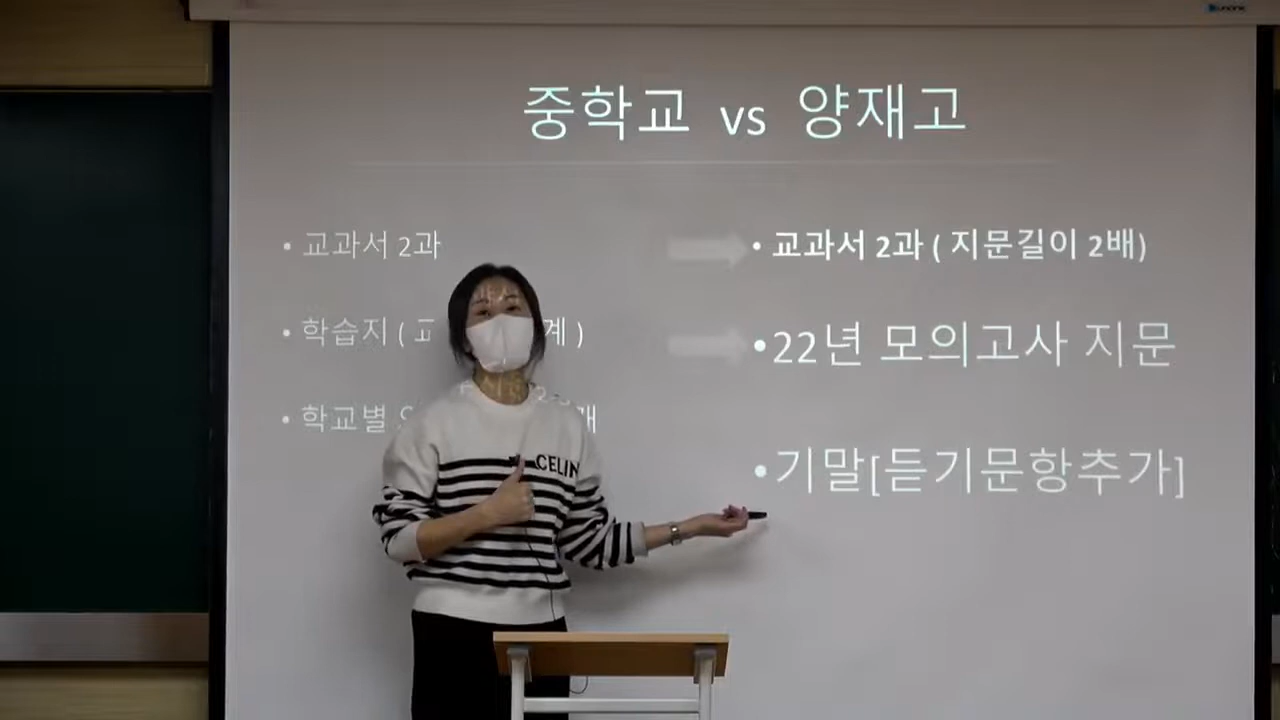 중학교 vs 양재고
• 교과서 2과
• 교과서 2과 ( 지문길이 2배)
• 학습지 ( 계 )
•22년 모의고사 지문
• 학교별 개
•기말[듣기문항추가]
CELIN